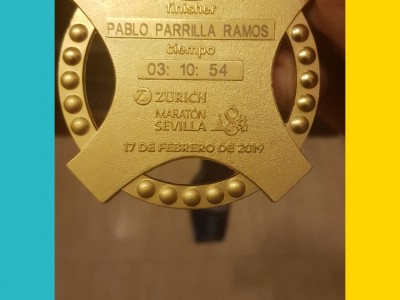 finisher
PABLO PARRILLA RAMOS
tiempo
03: 10: 54
Z ZURICH
MARATÓN
SEVILLA
17 DE FEBRERO DE 2019